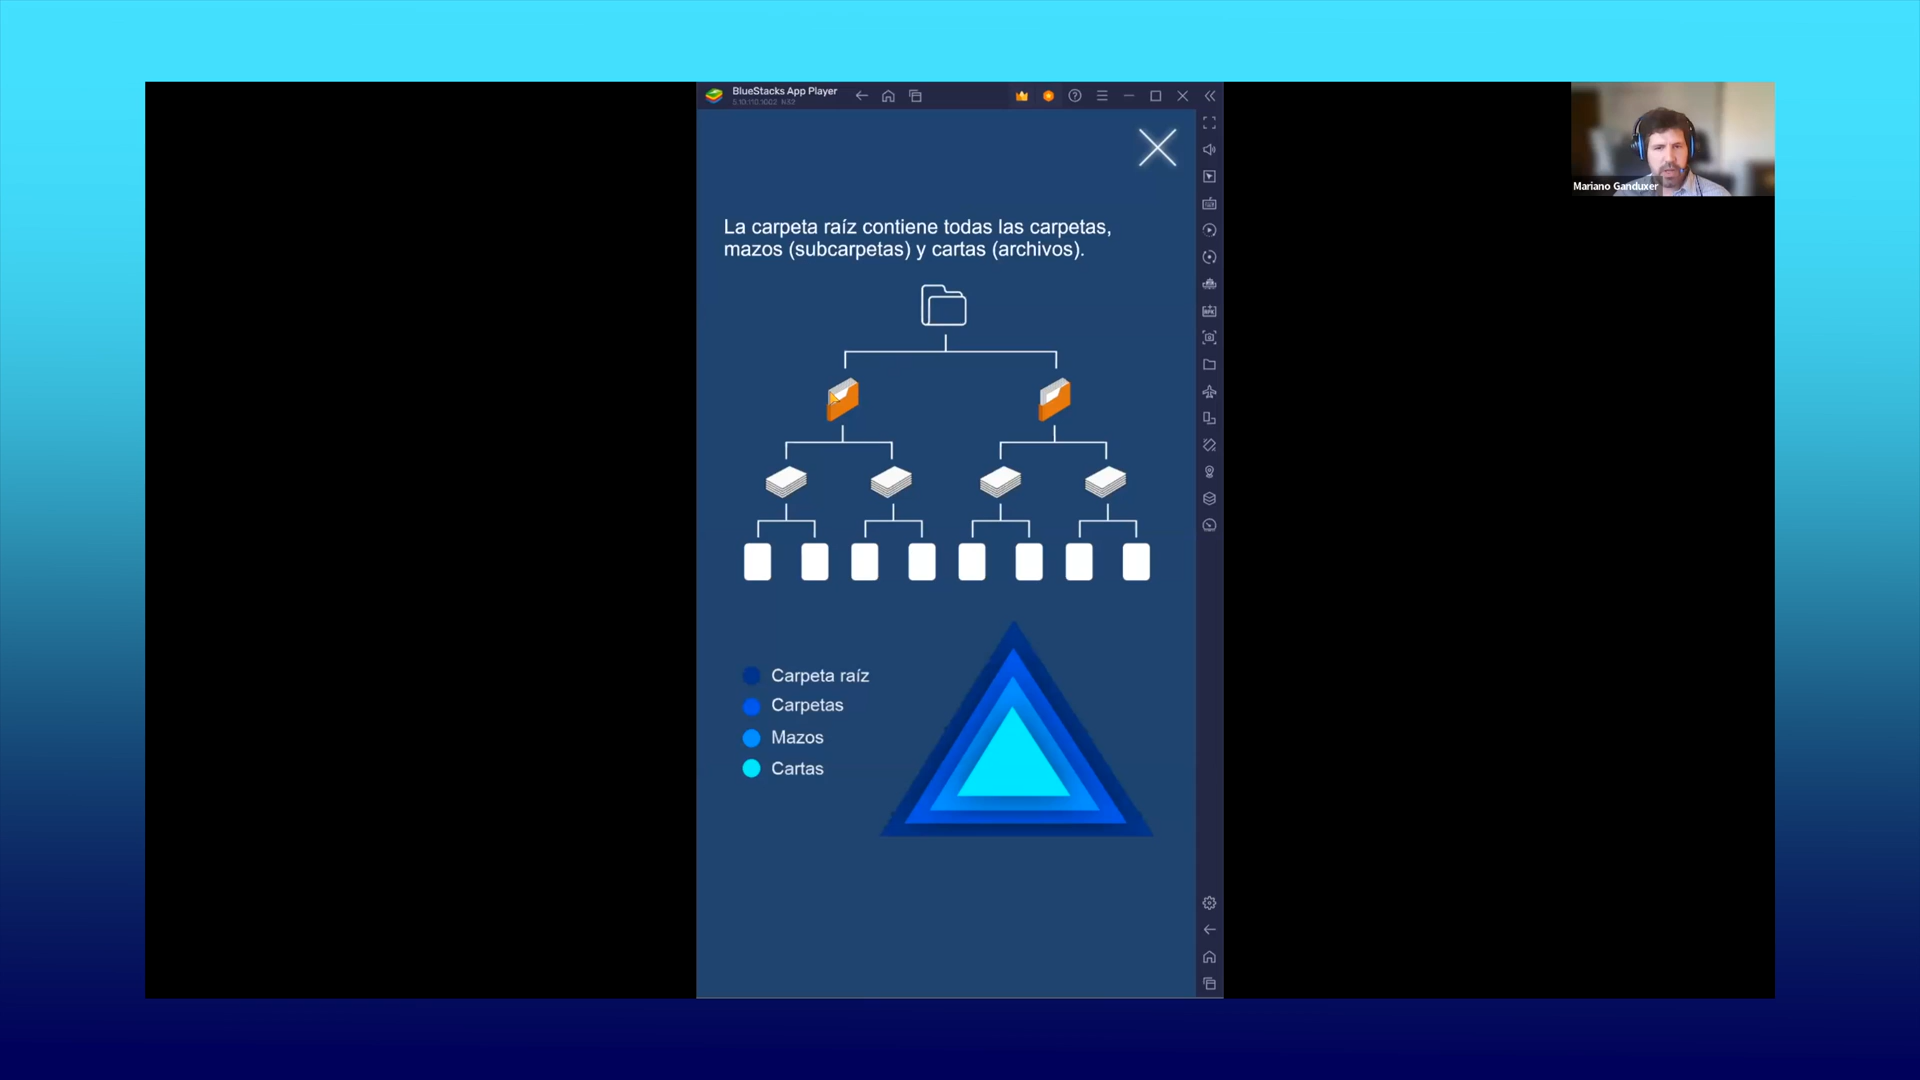 BlueStacks App Player
La carpeta raíz contiene todas las carpetas,
mazos (subcarpetas) y cartas (archivos).
Carpeta raíz
Carpetas
Mazos
Cartas
Mariano Ganduxer